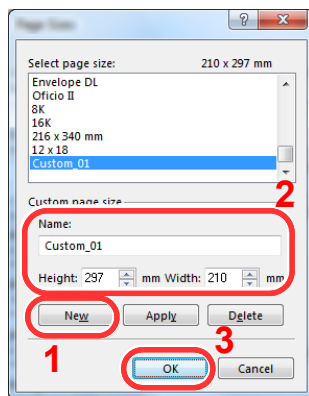 Page Sizes
Select page size: 210 x 297 mm
Envelope DL
Oficio II
8K
16K
216 x 340 mm
12 x 18
Custom_01
Custom page size
2
Name:
Custom_01
Height: 297 mm Width: 210 mm
New Apply Delete
1 3
OK Cancel